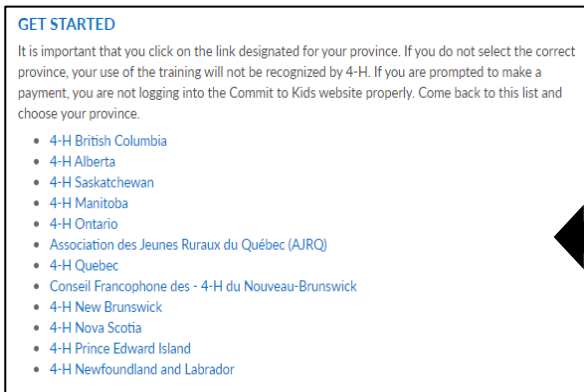 GET STARTED
It is important that you click on the link designated for your province. If you do not select the correct
province, your use of the training will not be recognized by 4-H. If you are prompted to make a
payment, you are not logging into the Commit to Kids website properly. Come back to this list and
choose your province.
• 4-H British Columbia
• 4-H Alberta
• 4-H Saskatchewan
• 4-H Manitoba
• 4-H Ontario
• Association des Jeunes Ruraux du Québec (AJRQ)
• 4-H Quebec
• Conseil Francophone des - 4-H du Nouveau-Brunswick
• 4-H New Brunswick
• 4-H Nova Scotia
• 4-H Prince Edward Island
• 4-H Newfoundland and Labrador